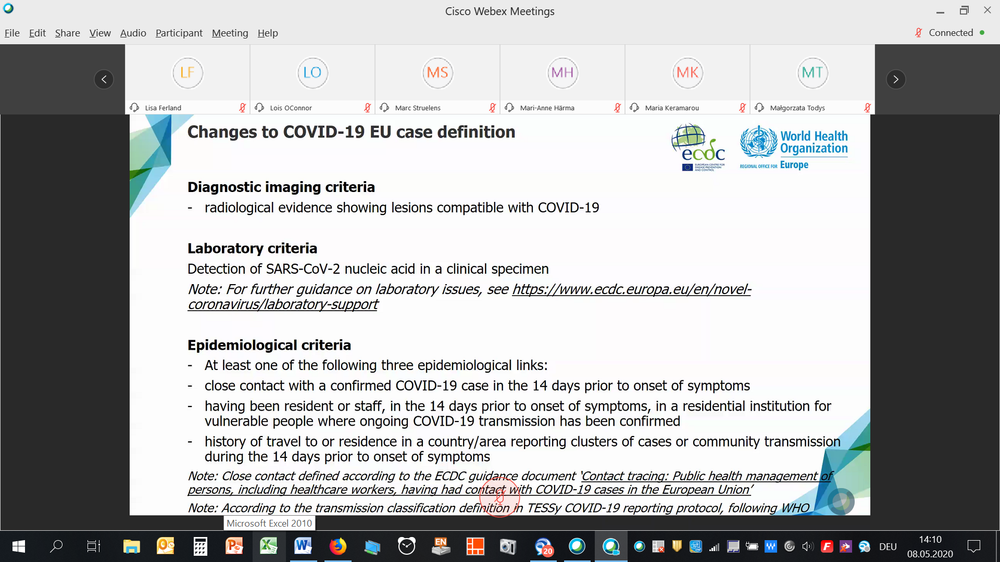 Cisco Webex Meetings
File Edit Share View Audio Participant Meeting Help
Connected
LF LO MS MH MK MT
Lisa Ferland Lois OConnor Marc Struelens Mari-Anne Härma Maria Keramarou Małgorzata Todys
Changes to COVID-19 EU case definition
ecdc
EUROPEAN CENTRE FOR
DISEASE PREVENTION
AND CONTROL
World Health
Organization
REGIONAL OFFICE FOR Europe
Diagnostic imaging criteria
- radiological evidence showing lesions compatible with COVID-19
Laboratory criteria
Detection of SARS-CoV-2 nucleic acid in a clinical specimen
Note: For further guidance on laboratory issues, see https://www.ecdc.europa.eu/en/novel-
coronavirus/laboratory-support
Epidemiological criteria
- At least one of the following three epidemiological links:
- close contact with a confirmed COVID-19 case in the 14 days prior to onset of symptoms
- having been resident or staff, in the 14 days prior to onset of symptoms, in a residential institution for
vulnerable people where ongoing COVID-19 transmission has been confirmed
- history of travel to or residence in a country/area reporting clusters of cases or community transmission
during the 14 days prior to onset of symptoms
Note: Close contact defined according to the ECDC guidance document ‘Contact tracing: Public health management of
persons, including healthcare workers, having had contact with COVID-19 cases in the European Union’
Note: According to the transmission classification definition in TESSy COVID-19 reporting protocol, following WHO
Microsoft Excel 2010
EN
20
DEU
14:10
08.05.2020